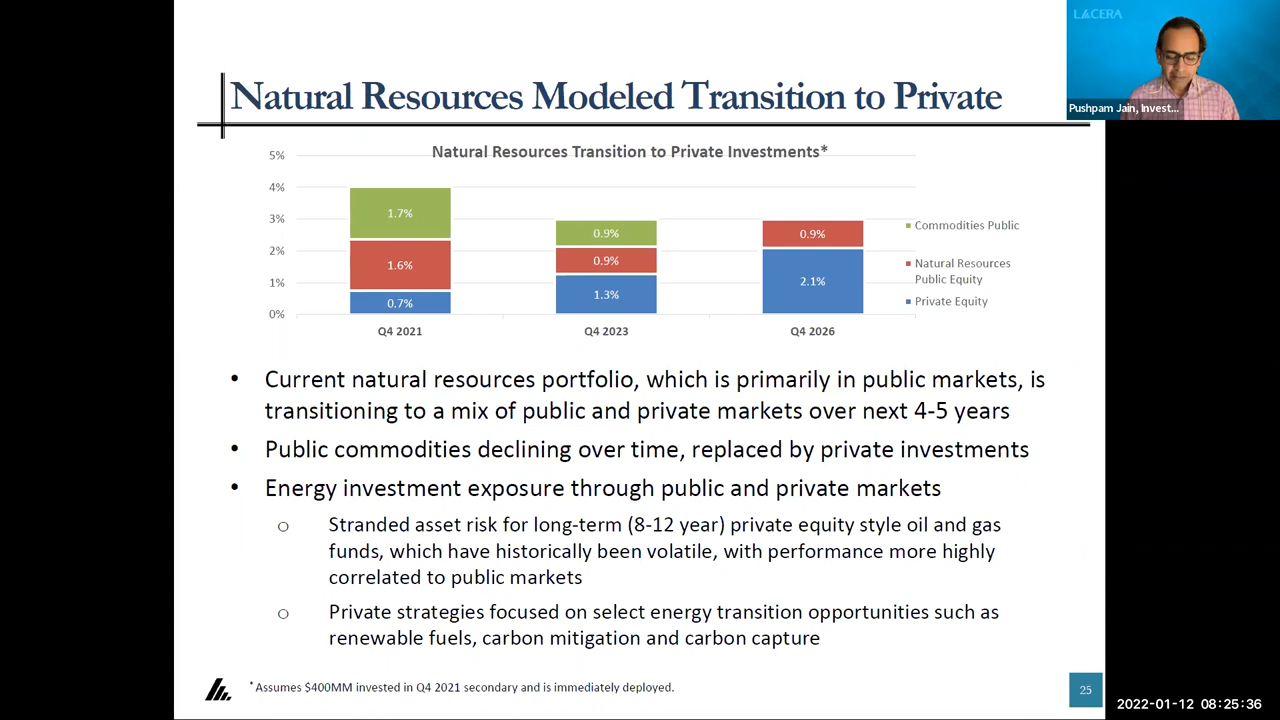 LACERA
Pushpam Jain, Invest...
Natural Resources Modeled Transition to Private
Natural Resources Transition to Private Investments*
5%
4%
3%
2%
1%
0%
1.7%
1.6%
0.7%
0.9%
0.9%
1.3%
0.9%
2.1%
Q4 2021
Q4 2023
Q4 2026
Commodities Public
Natural Resources
Public Equity
Private Equity
• Current natural resources portfolio, which is primarily in public markets, is
transitioning to a mix of public and private markets over next 4-5 years
• Public commodities declining over time, replaced by private investments
• Energy investment exposure through public and private markets
○ Stranded asset risk for long-term (8-12 year) private equity style oil and gas
funds, which have historically been volatile, with performance more highly
correlated to public markets
○ Private strategies focused on select energy transition opportunities such as
renewable fuels, carbon mitigation and carbon capture
*Assumes $400MM invested in Q4 2021 secondary and is immediately deployed.
25
2022-01-12 08:25:36